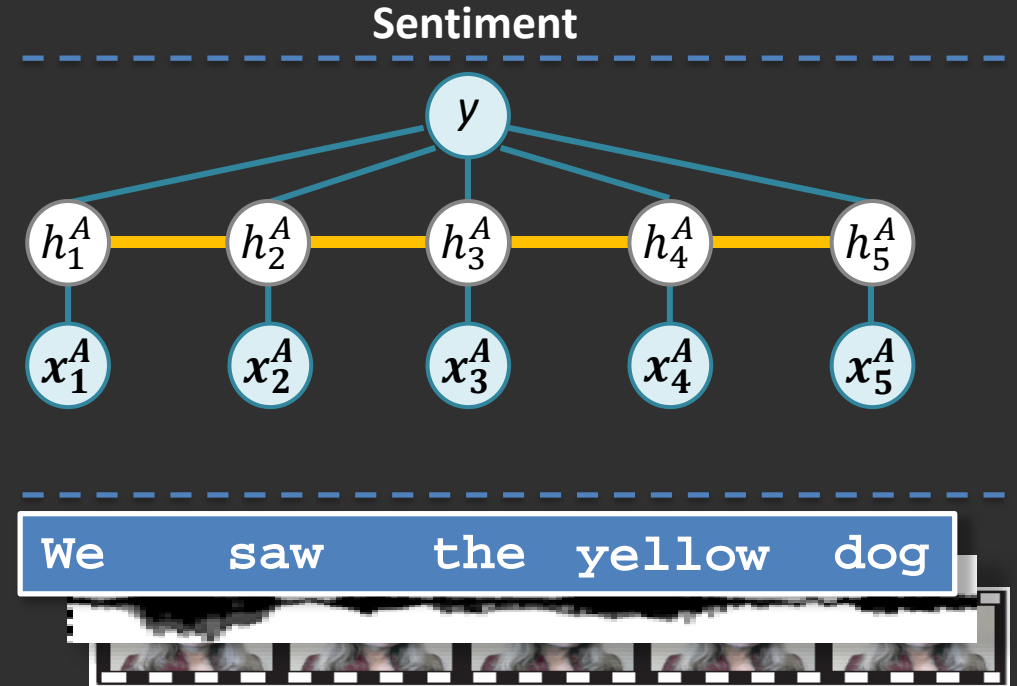 Sentiment
y
h₁ᴬ h₂ᴬ h₃ᴬ h₄ᴬ h₅ᴬ
x₁ᴬ x₂ᴬ x₃ᴬ x₄ᴬ x₅ᴬ
We saw the yellow dog